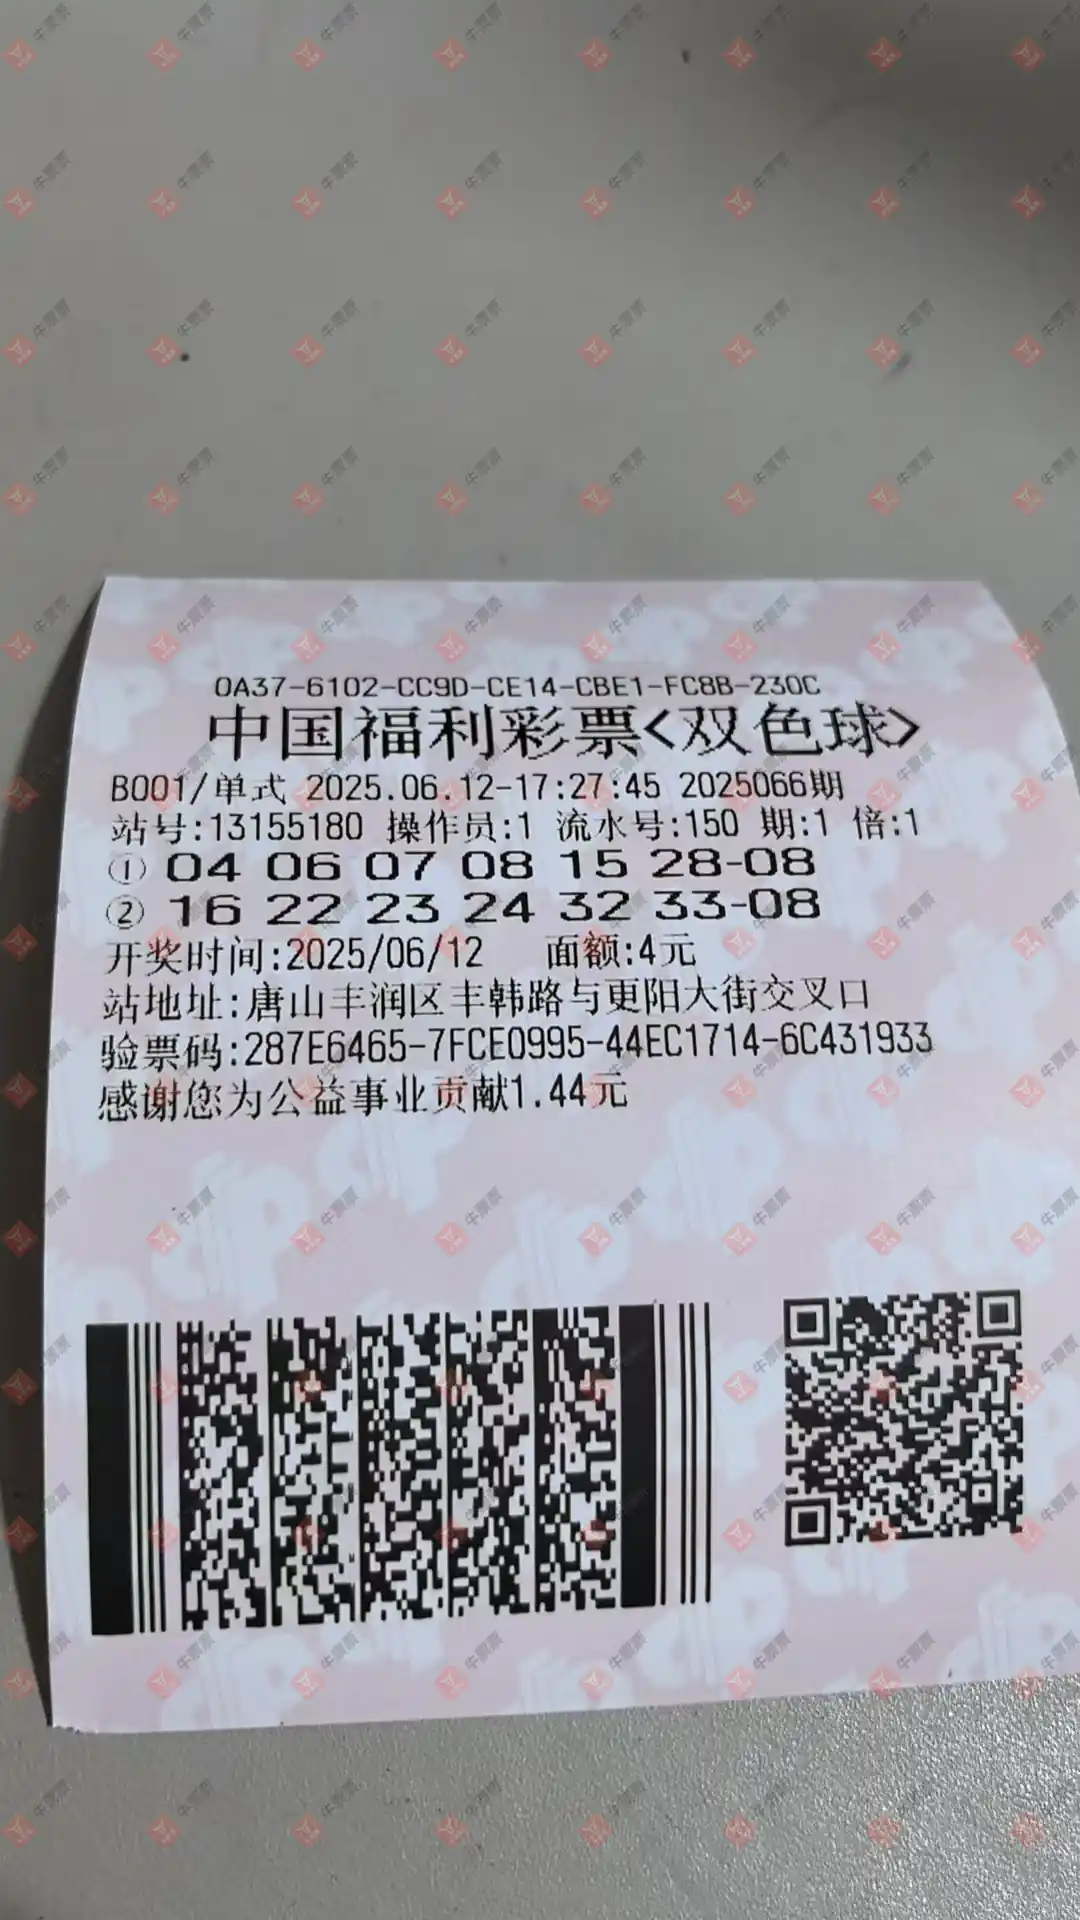 0A37-6102-CC9D-CE14-CBE1-FC8B-230C
中国福利彩票<双色球>
B001/单式 2025.06.12-17:27:45 2025066期
站号:13155180 操作员:1 流水号:150 期:1 倍:1
① 04 06 07 08 15 28-08
② 16 22 23 24 32 33-08
开奖时间:2025/06/12 面额:4元
站地址:唐山丰润区丰韩路与更阳大街交叉口
验票码:287E6465-7FCE0995-44EC1714-6C431933
感谢您为公益事业贡献1.44元
牛票票